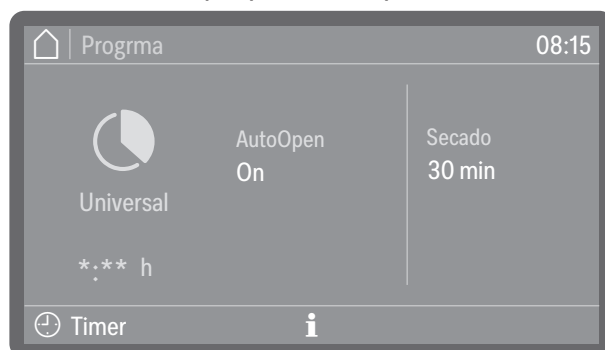 Progrma 08:15
AutoOpen
On
Secado
30 min
Universal
*:** h
Timer i